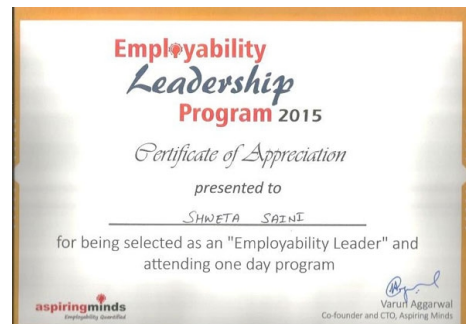 Employability
Leadership
Program 2015
Certificate of Appreciation
presented to
SHWETA SAINI
for being selected as an "Employability Leader" and
attending one day program
Varun Aggarwal
Co-founder and CTO, Aspiring Minds
aspiringminds
Employability Quantified